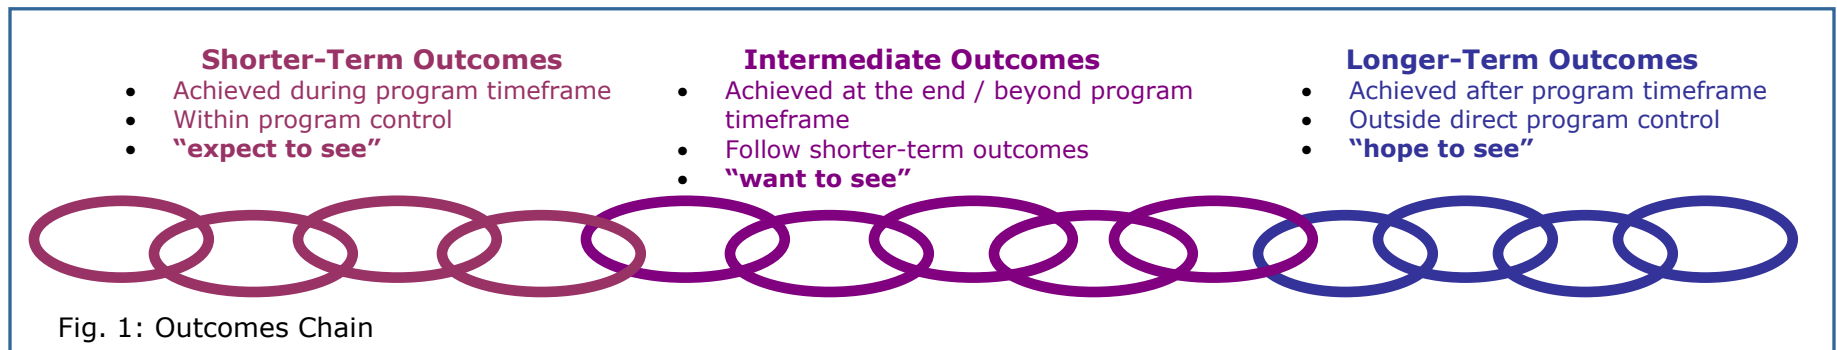 Shorter-Term Outcomes
• Achieved during program timeframe
• Within program control
• “expect to see”
Intermediate Outcomes
• Achieved at the end / beyond program
timeframe
• Follow shorter-term outcomes
• “want to see”
Longer-Term Outcomes
• Achieved after program timeframe
• Outside direct program control
• “hope to see”
Fig. 1: Outcomes Chain